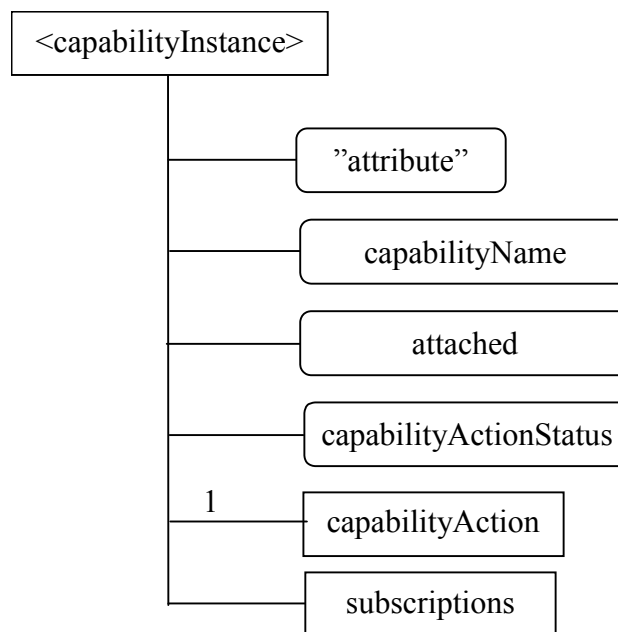 <capabilityInstance>
”attribute”
capabilityName
attached
capabilityActionStatus
1
capabilityAction
subscriptions